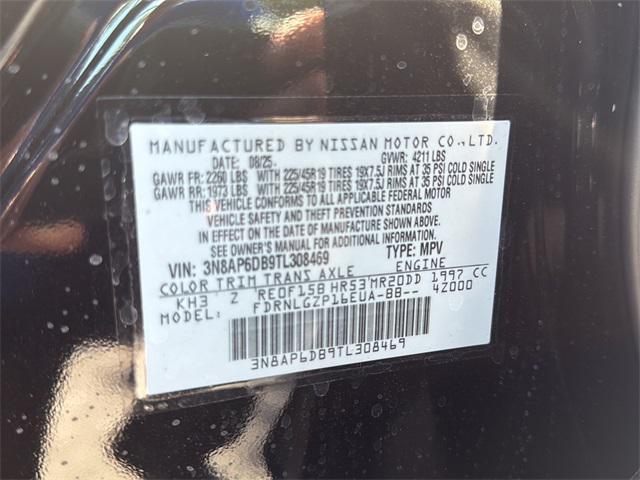 MANUFACTURED BY NISSAN MOTOR CO., LTD.
DATE: 08/25. GVWR: 4211 LBS
GAWR FR: 2260 LBS WITH 225/45R19 TIRES 19X7.5J RIMS AT 35 PSI COLD SINGLE
GAWR RR: 1973 LBS WITH 225/45R19 TIRES 19X7.5J RIMS AT 35 PSI COLD SINGLE
THIS VEHICLE CONFORMS TO ALL APPLICABLE FEDERAL MOTOR
VEHICLE SAFETY AND THEFT PREVENTION STANDARDS
IN EFFECT ON THE DATE OF MANUFACTURE SHOWN ABOVE.
SEE OWNER'S MANUAL FOR ADDITIONAL INFORMATION.
VIN: 3N8AP6DB9TL308469 TYPE: MPV
COLOR TRIM TRANS AXLE ENGINE
KH3 Z RE0F15B HR53 MR20DD 1997 CC
MODEL: FDRNLGZP16EUA-BB-- 4Z000
3N8AP6DB9TL308469